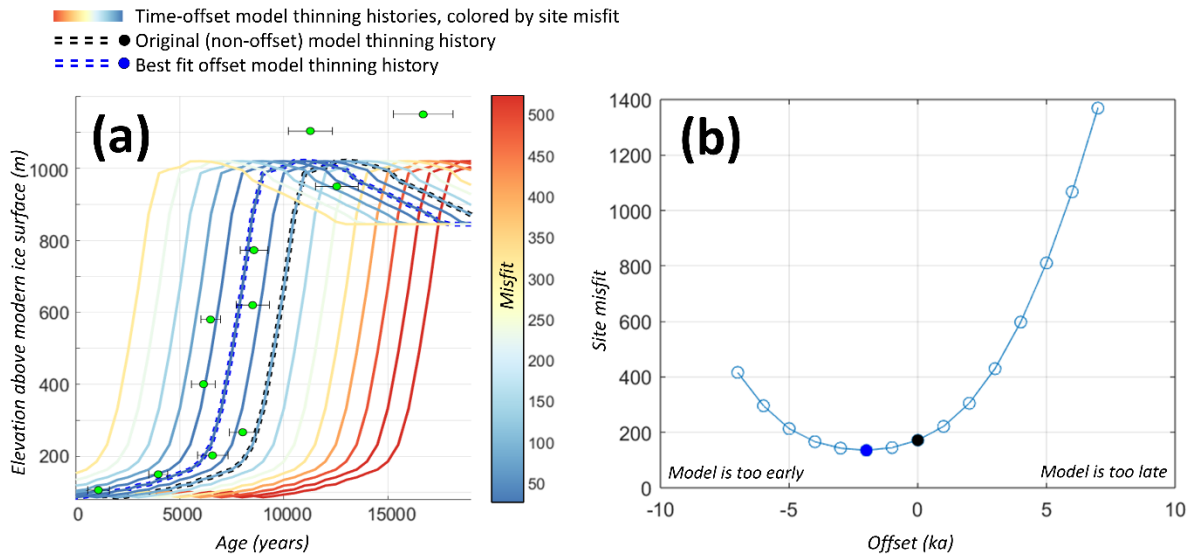 Time-offset model thinning histories, colored by site misfit
Original (non-offset) model thinning history
Best fit offset model thinning history
(a)
Elevation above modern ice surface (m)
1000
800
600
400
200
0
5000
10000
15000
Age (years)
500
450
400
350
300
250
200
150
100
50
Misfit
(b)
Site misfit
1400
1200
1000
800
600
400
200
0
Model is too early
Model is too late
-10
-5
0
5
10
Offset (ka)